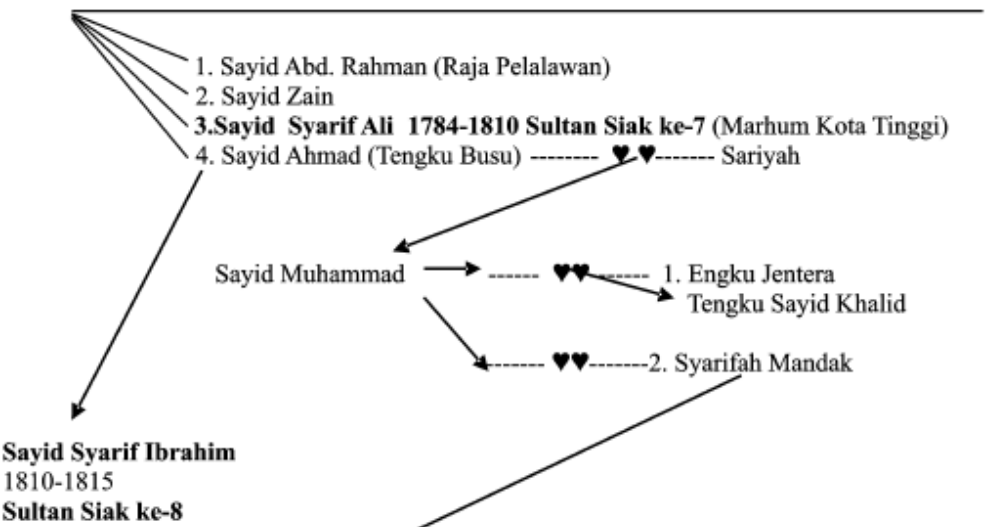 1. Sayid Abd. Rahman (Raja Pelalawan)
2. Sayid Zain
3.Sayid Syarif Ali 1784-1810 Sultan Siak ke-7 (Marhum Kota Tinggi)
4. Sayid Ahmad (Tengku Busu) -------- ♥ ♥------- Sariyah
Sayid Muhammad ------ ♥♥------- 1. Engku Jentera
Tengku Sayid Khalid
------- ♥♥-------2. Syarifah Mandak
Sayid Syarif Ibrahim
1810-1815
Sultan Siak ke-8